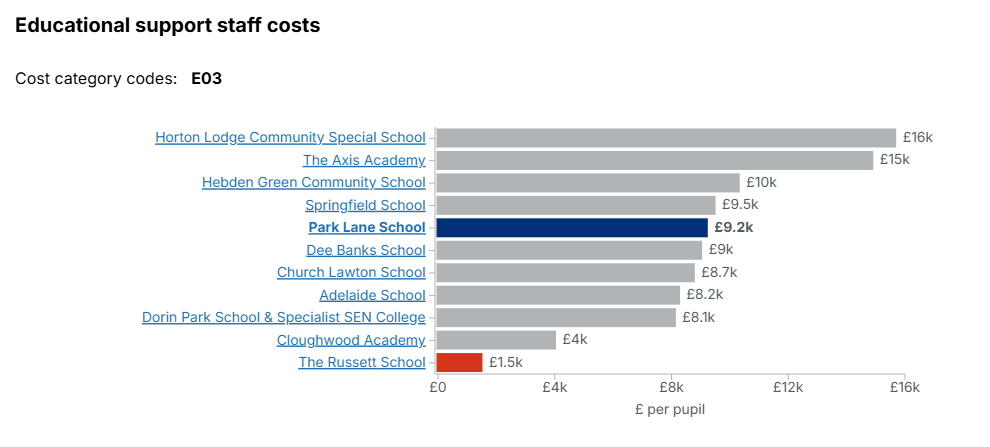 Educational support staff costs
Cost category codes: E03
Horton Lodge Community Special School £16k
The Axis Academy £15k
Hebden Green Community School £10k
Springfield School £9.5k
Park Lane School £9.2k
Dee Banks School £9k
Church Lawton School £8.7k
Adelaide School £8.2k
Dorin Park School & Specialist SEN College £8.1k
Cloughwood Academy £4k
The Russett School £1.5k
£0 £4k £8k £12k £16k
£ per pupil